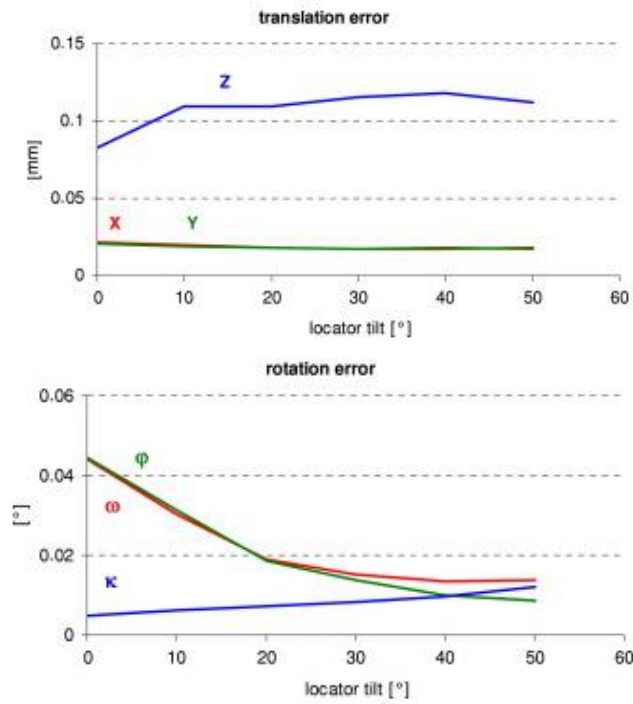 translation error
0.15
Z
0.1
[mm]
0.05
X Y
0
0 10 20 30 40 50 60
locator tilt [°]
rotation error
0.06
φ
0.04
ω
[°]
0.02
κ
0
0 10 20 30 40 50 60
locator tilt [°]